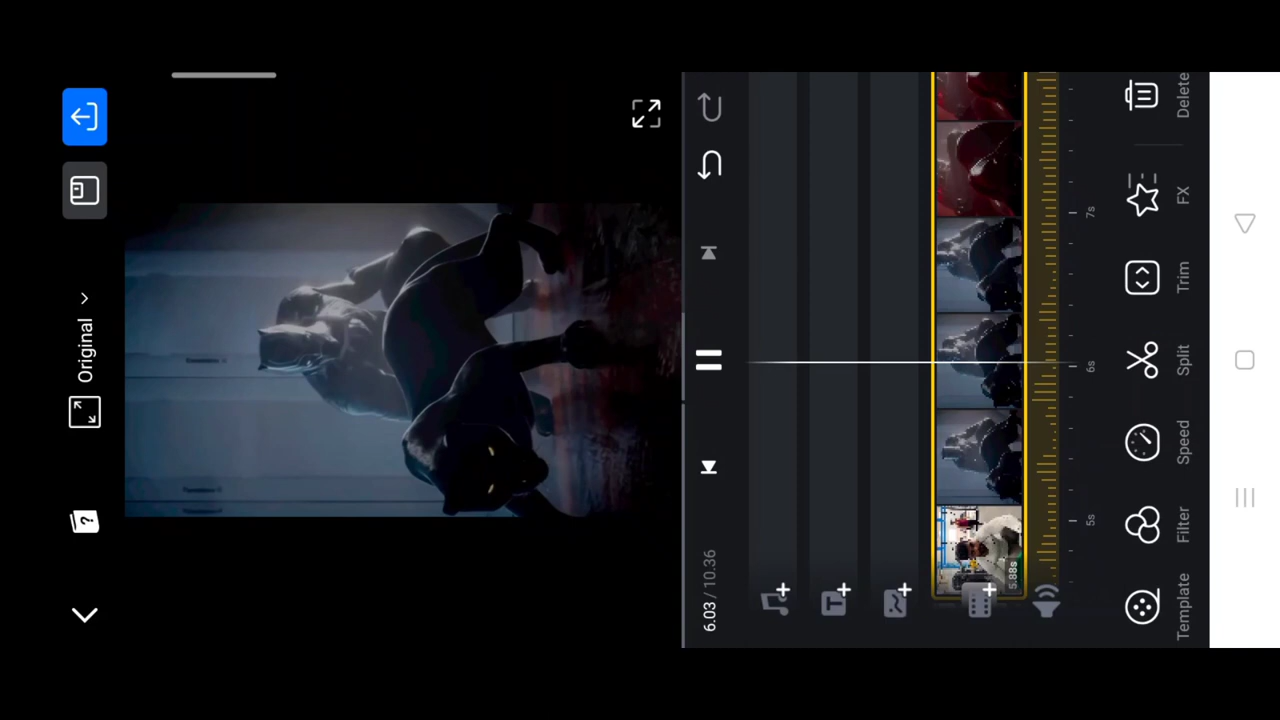 Original
?
6.03 / 10.36
5.88s
5s
6s
7s
Template
Filter
Speed
Split
Trim
FX
Delete